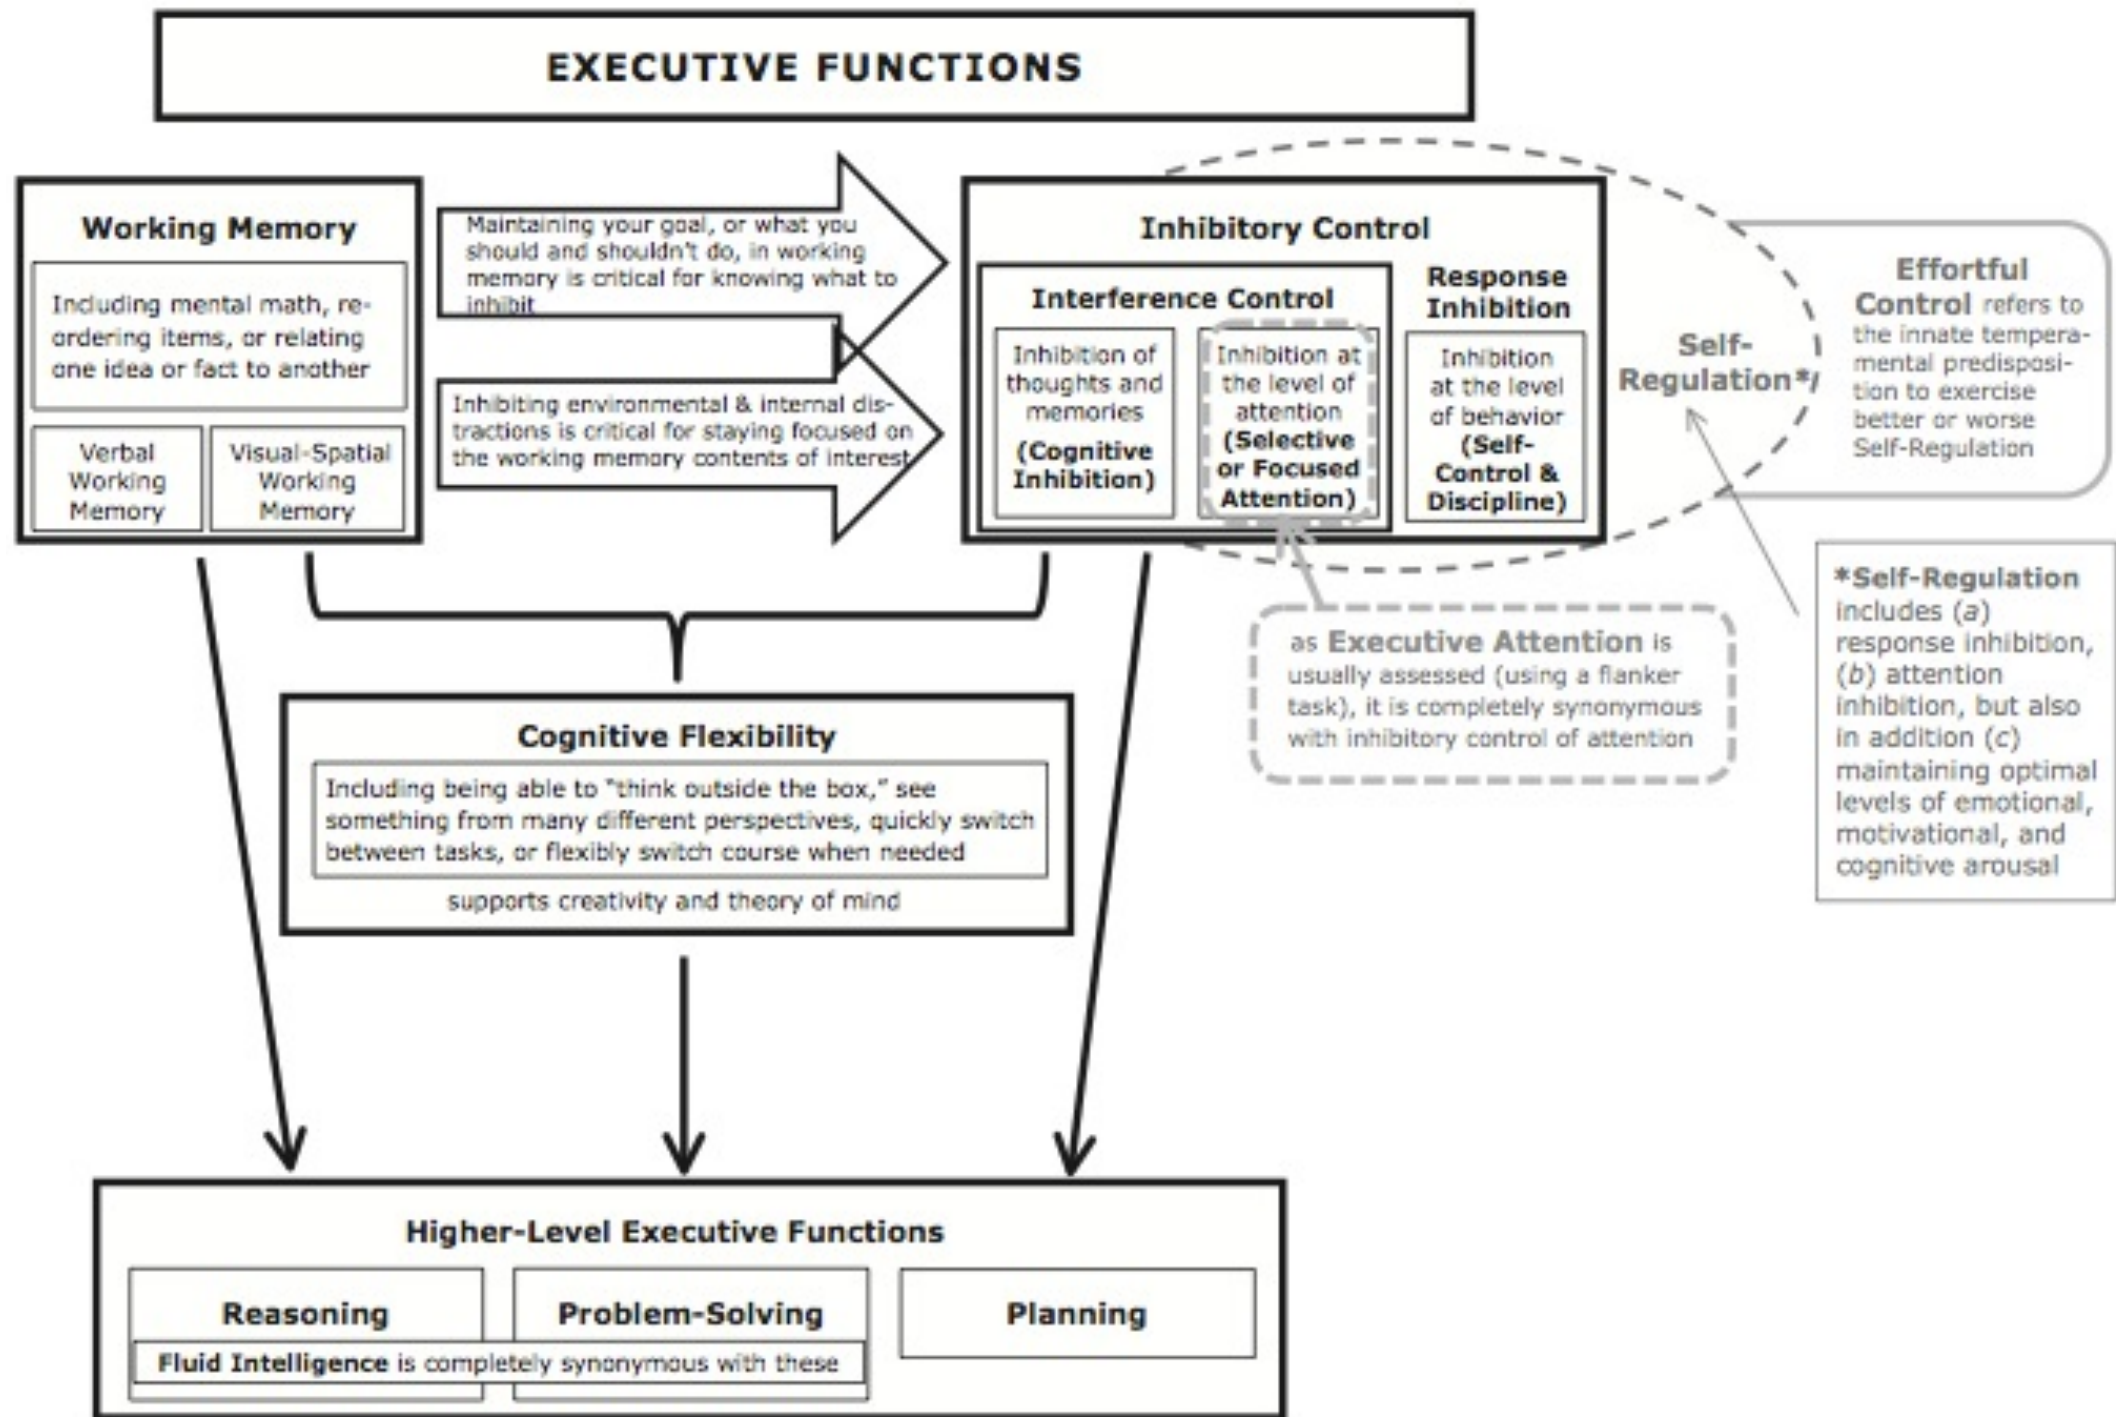 EXECUTIVE FUNCTIONS
Working Memory
Including mental math, re-
ordering items, or relating
one idea or fact to another
Verbal
Working
Memory
Visual-Spatial
Working
Memory
Maintaining your goal, or what you
should and shouldn't do, in working
memory is critical for knowing what to
inhibit
Inhibiting environmental & internal dis-
tractions is critical for staying focused on
the working memory contents of interest
Inhibitory Control
Interference Control
Inhibition of
thoughts and
memories
(Cognitive
Inhibition)
Inhibition at
the level of
attention
(Selective
or Focused
Attention)
Response
Inhibition
Inhibition
at the level
of behavior
(Self-
Control &
Discipline)
Self-
Regulation*
Effortful
Control refers to
the innate tempera-
mental predisposi-
tion to exercise
better or worse
Self-Regulation
*Self-Regulation
includes (a)
response inhibition,
(b) attention
inhibition, but also
in addition (c)
maintaining optimal
levels of emotional,
motivational, and
cognitive arousal
as Executive Attention is
usually assessed (using a flanker
task), it is completely synonymous
with inhibitory control of attention
Cognitive Flexibility
Including being able to "think outside the box," see
something from many different perspectives, quickly switch
between tasks, or flexibly switch course when needed
supports creativity and theory of mind
Higher-Level Executive Functions
Reasoning
Problem-Solving
Planning
Fluid Intelligence is completely synonymous with these